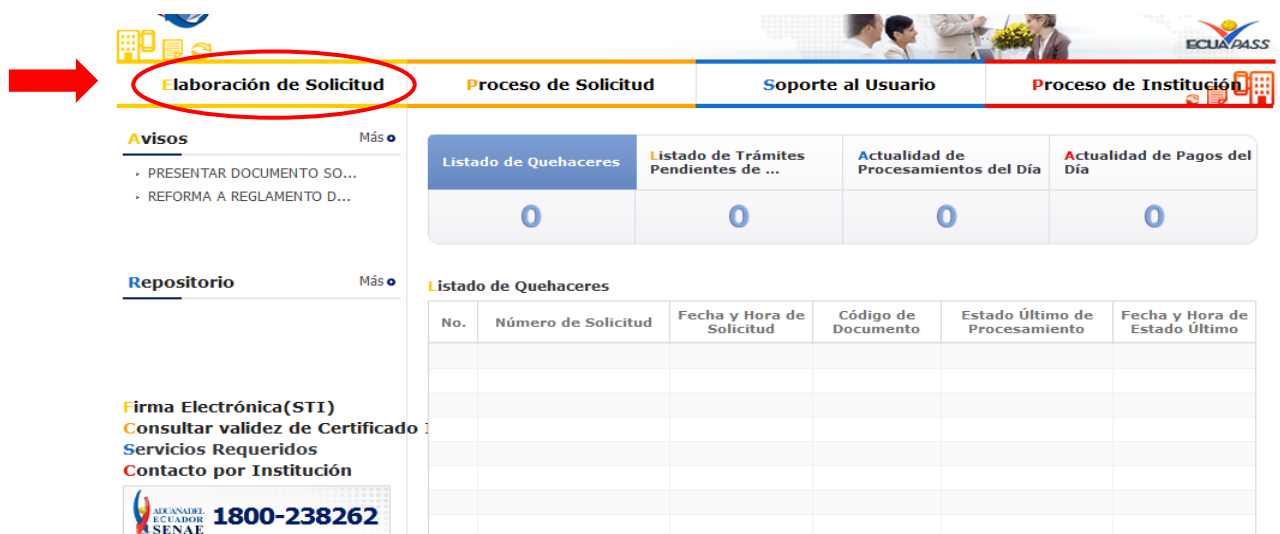 ECUAPASS
Elaboración de Solicitud
Proceso de Solicitud
Soporte al Usuario
Proceso de Institución
Avisos
Más
PRESENTAR DOCUMENTO SO...
REFORMA A REGLAMENTO D...
Repositorio
Más
Firma Electrónica(STI)
Consultar validez de Certificado
Servicios Requeridos
Contacto por Institución
ADUANA DEL
ECUADOR
SENAE
1800-238262
Listado de Quehaceres
Listado de Trámites
Pendientes de ...
Actualidad de
Procesamientos del Día
Actualidad de Pagos del
Día
0
0
0
0
Listado de Quehaceres
No.
Número de Solicitud
Fecha y Hora de
Solicitud
Código de
Documento
Estado Último de
Procesamiento
Fecha y Hora de
Estado Último